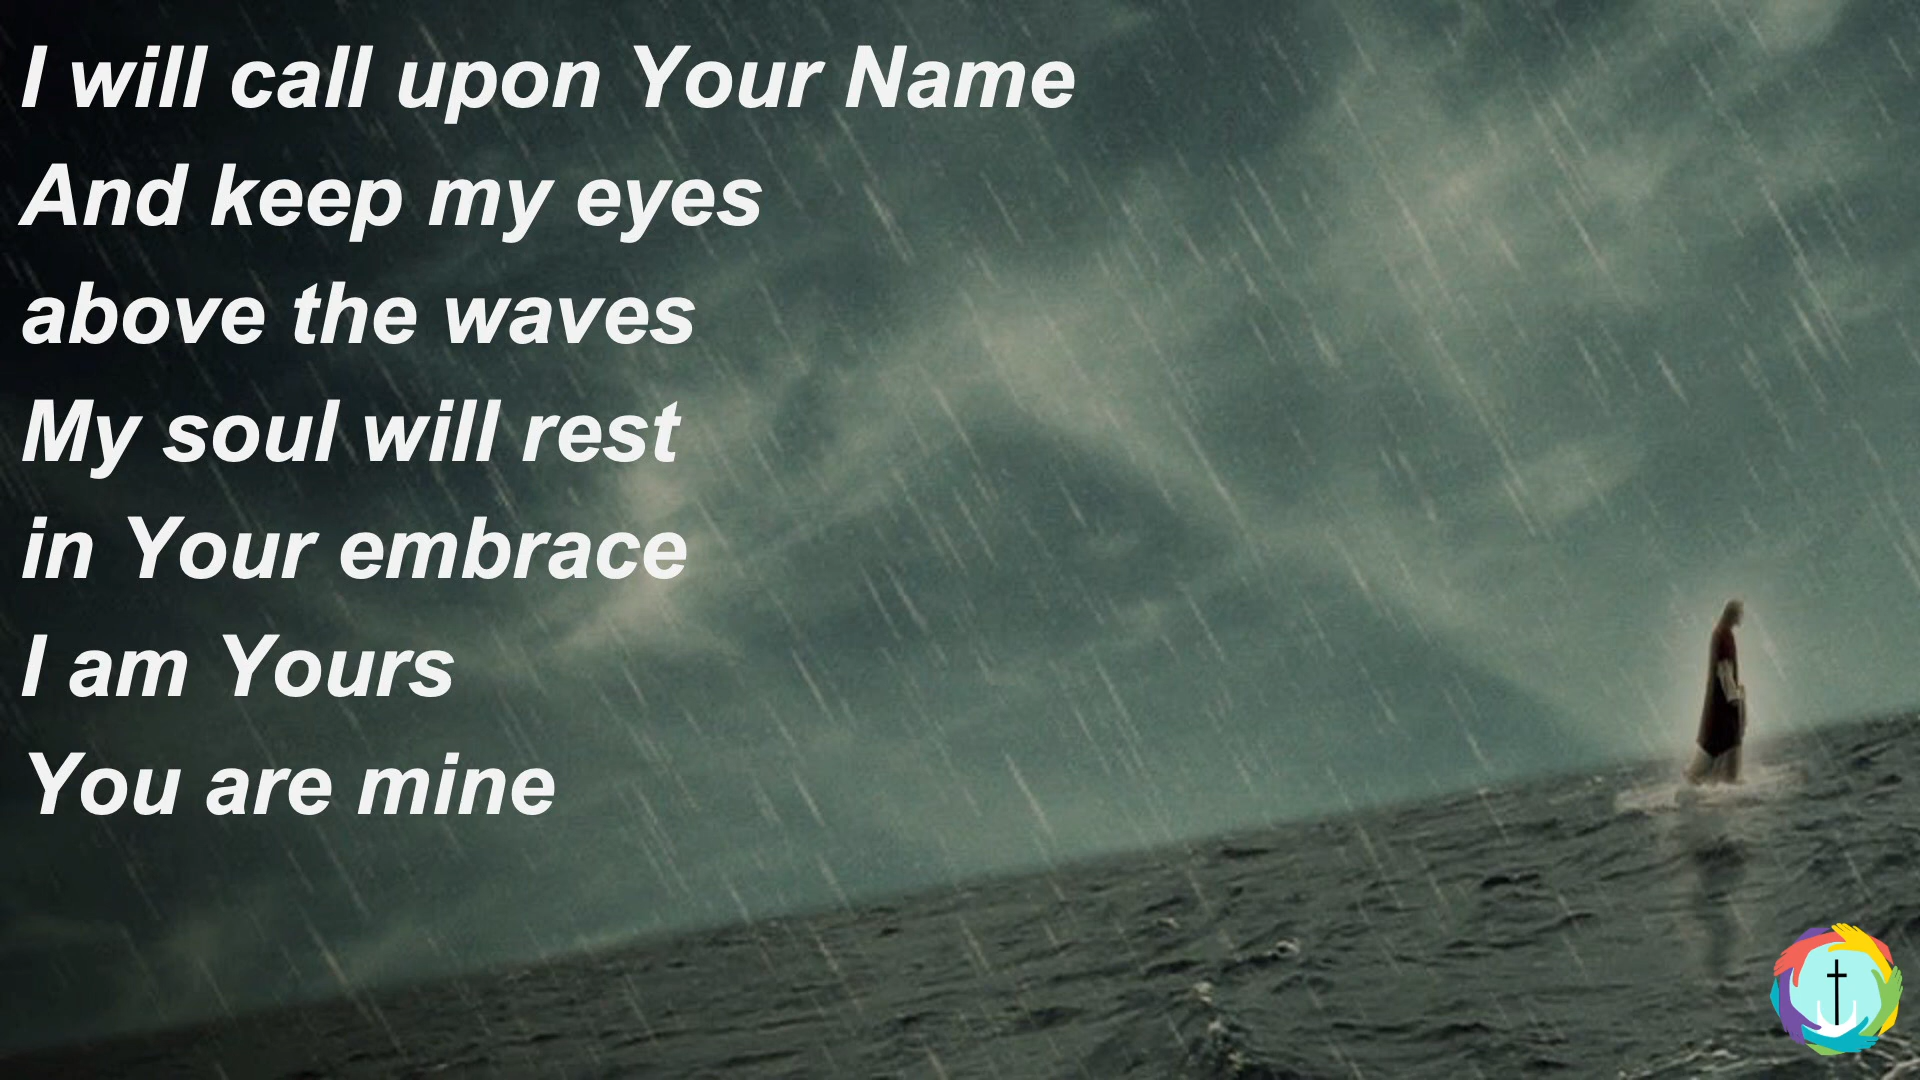 I will call upon Your Name
And keep my eyes
above the waves
My soul will rest
in Your embrace
I am Yours
You are mine